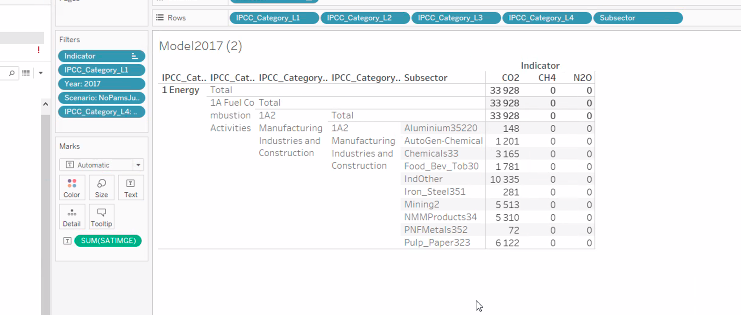 Rows IPCC_Category_L1 IPCC_Category_L2 IPCC_Category_L3 IPCC_Category_L4 Subsector
Filters
Indicator
IPCC_Category_L1
Year: 2017
Scenario: NoPamsJu..
IPCC_Category_L4: ..
Marks
Automatic
Color Size Text
Detail Tooltip
SUM(SATIMGE)
Model2017 (2)
Indicator
IPCC_Cat.. IPCC_Cat.. IPCC_Category.. IPCC_Category.. Subsector CO2 CH4 N2O
1 Energy Total 33 928 0 0
1A Fuel Co Total 33 928 0 0
mbustion 1A2 Total 33 928 0 0
Activities Manufacturing 1A2 Aluminium35220 148 0 0
Industries and Manufacturing AutoGen-Chemical 1 201 0 0
Construction Industries and Chemicals33 3 165 0 0
Construction Food_Bev_Tob30 1 781 0 0
IndOther 10 335 0 0
Iron_Steel351 281 0 0
Mining2 5 513 0 0
NMMProducts34 5 310 0 0
PNFMetals352 72 0 0
Pulp_Paper323 6 122 0 0